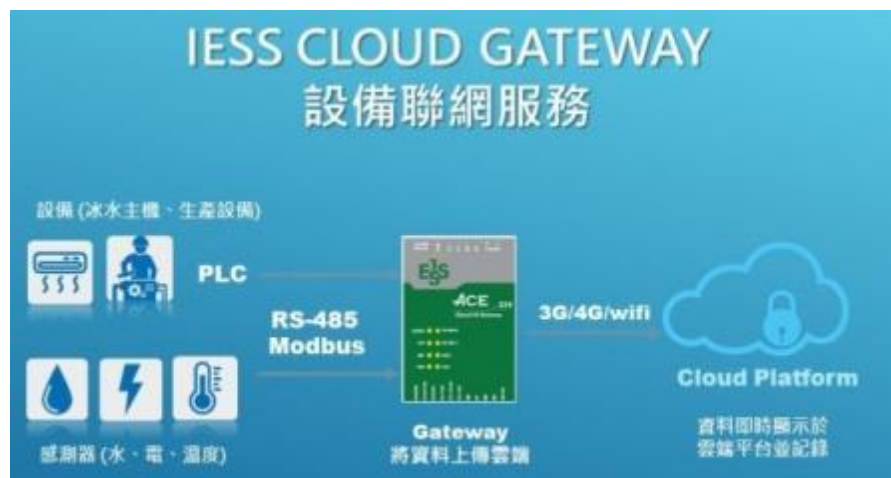 IESS CLOUD GATEWAY
設備聯網服務
設備 (冰水主機、生產設備)
PLC
RS-485
Modbus
ACE
3G/4G/wifi
Cloud Platform
Gateway
將資料上傳雲端
資料即時顯示於
雲端平台並記錄
感測器 (水、電、溫度)